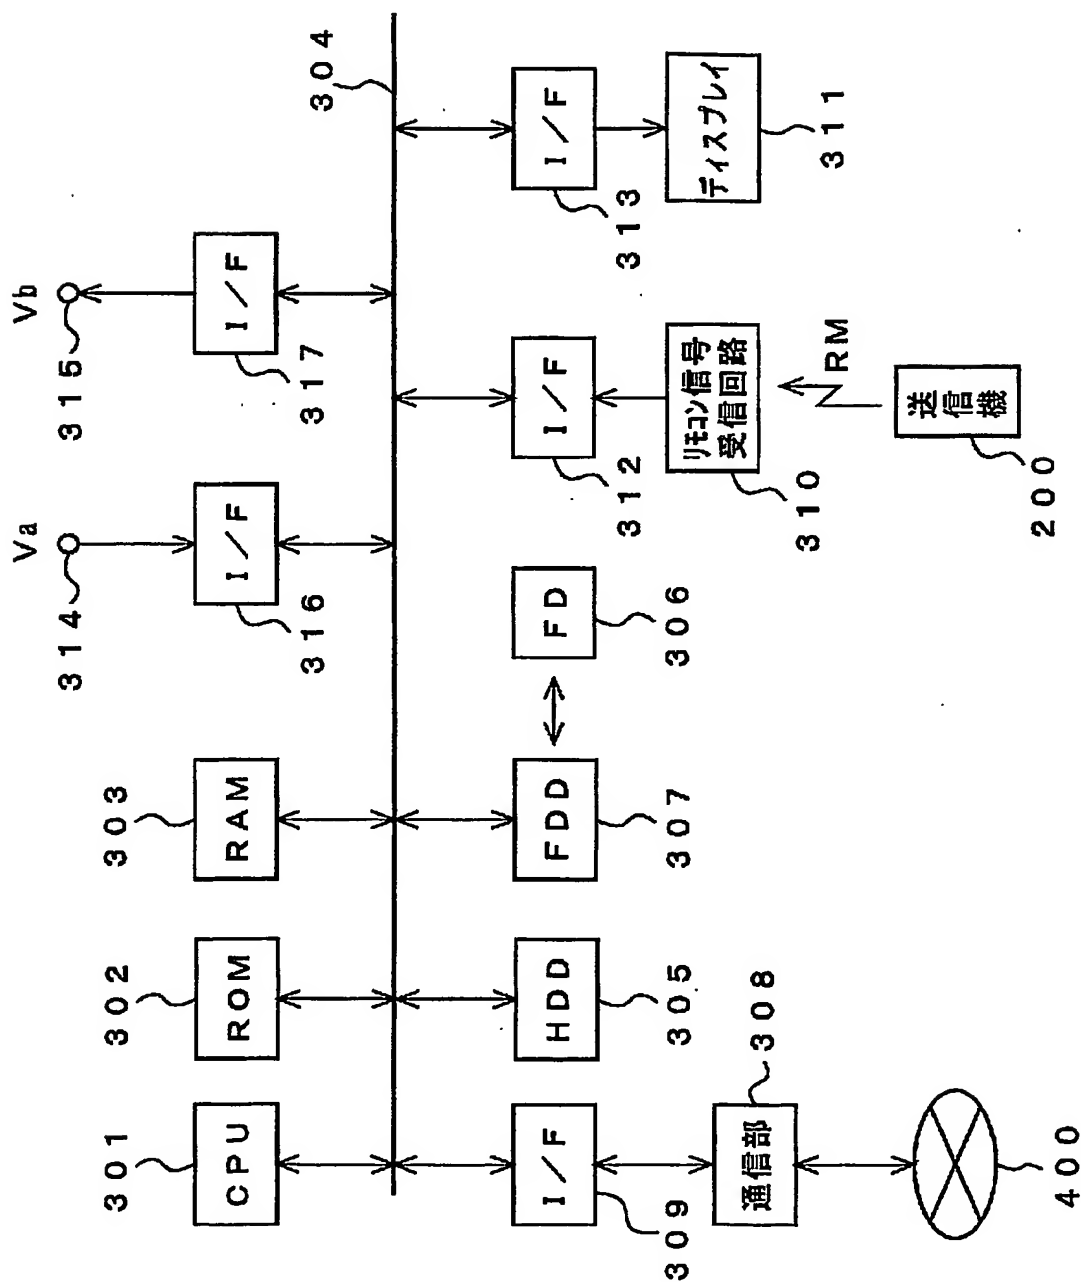 301
CPU
302
ROM
303
RAM
314
Va
I/F
316
315
Vb
I/F
317
304
I/F
309
通信部
308
400
HDD
305
FDD
307
FD
306
I/F
312
リモコン信号
受信回路
310
RM
送信機
200
I/F
313
ディスプレイ
311